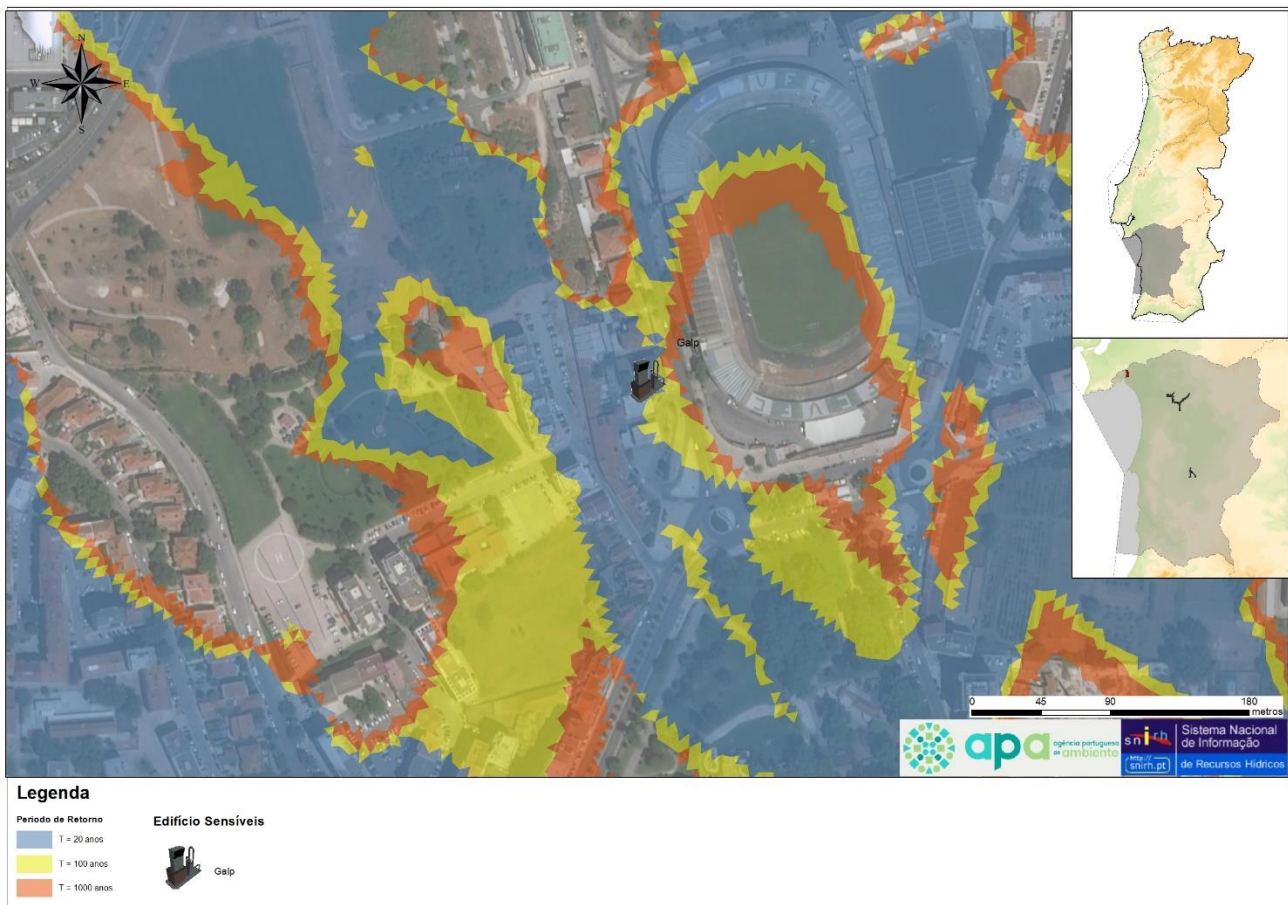 N
W
E
S
Galp
0 45 90 180
metros
apa
agência portuguesa
do ambiente
snirh
http://
snirh.pt
Sistema Nacional
de Informação
de Recursos Hídricos
Legenda
Período de Retorno
T = 20 anos
T = 100 anos
T = 1000 anos
Edifício Sensíveis
Galp